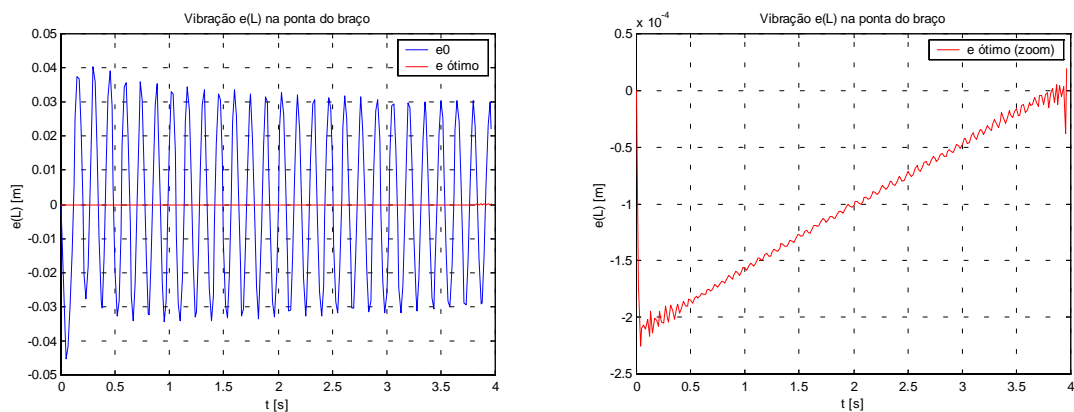 Vibração e(L) na ponta do braço
0.05
0.04
0.03
0.02
0.01
0
-0.01
-0.02
-0.03
-0.04
-0.05
e(L) [m]
e0
e ótimo
0 0.5 1 1.5 2 2.5 3 3.5 4
t [s]
Vibração e(L) na ponta do braço
x 10-4
0.5
0
-0.5
-1
-1.5
-2
-2.5
e(L) [m]
e ótimo (zoom)
0 0.5 1 1.5 2 2.5 3 3.5 4
t [s]